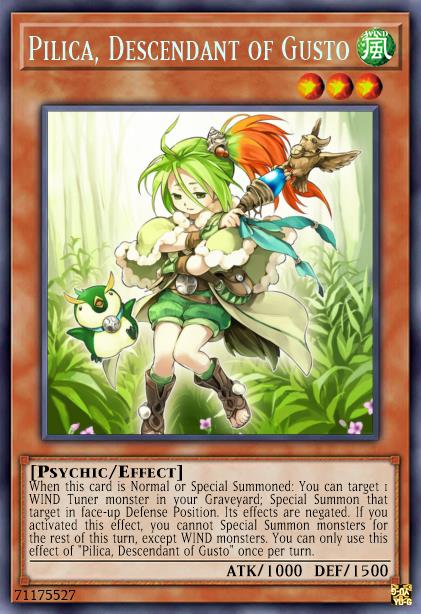 Pilica, Descendant of Gusto
WIND
風
[Psychic/Effect]
When this card is Normal or Special Summoned: You can target 1
WIND Tuner monster in your Graveyard; Special Summon that
target in face-up Defense Position. Its effects are negated. If you
activated this effect, you cannot Special Summon monsters for
the rest of this turn, except WIND monsters. You can only use this
effect of "Pilica, Descendant of Gusto" once per turn.
ATK/1000 DEF/1500
71175527